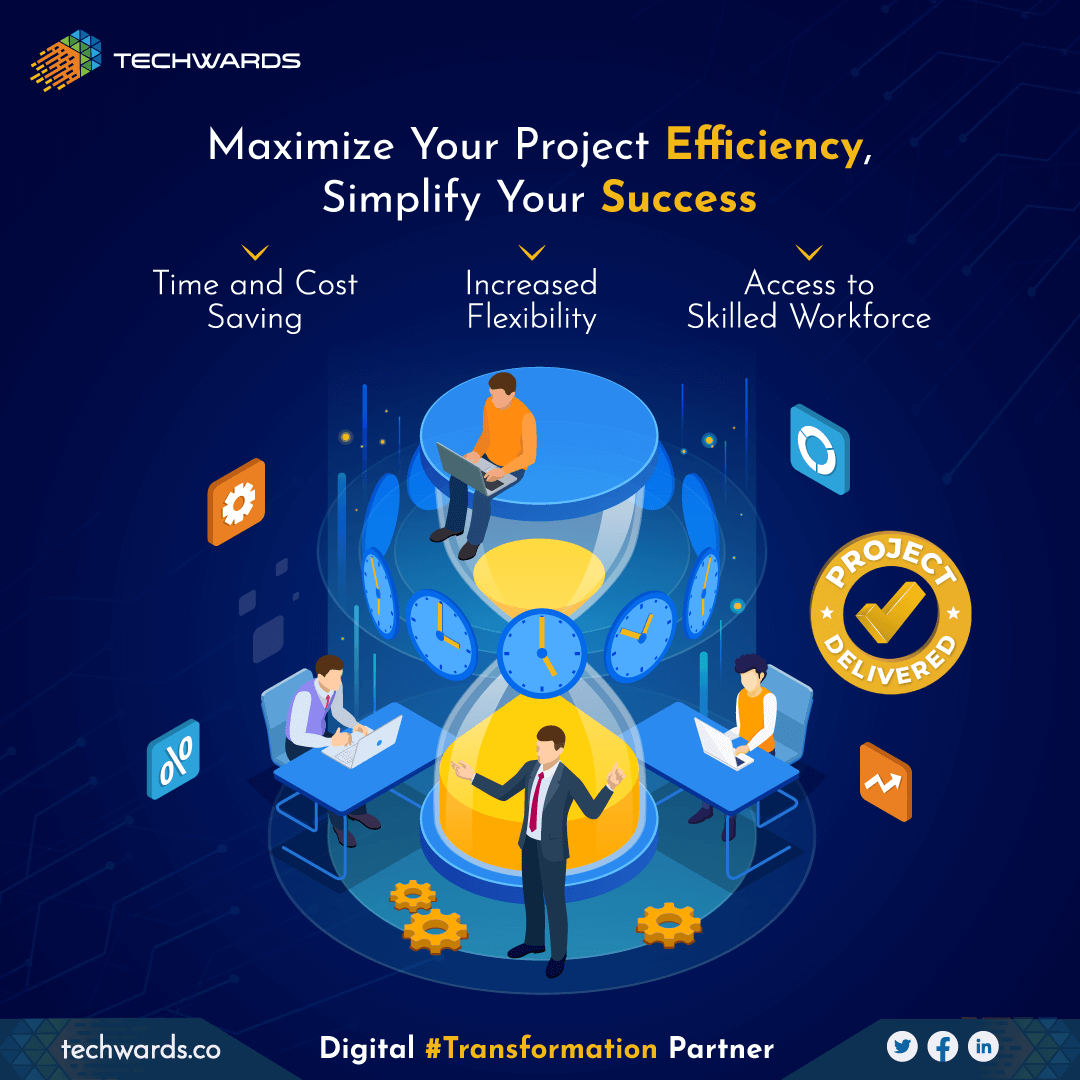 TECHWARDS
Maximize Your Project Efficiency,
Simplify Your Success
Time and Cost
Saving
Increased
Flexibility
Access to
Skilled Workforce
PROJECT
DELIVERED
%
techwards.co
Digital #Transformation Partner
in